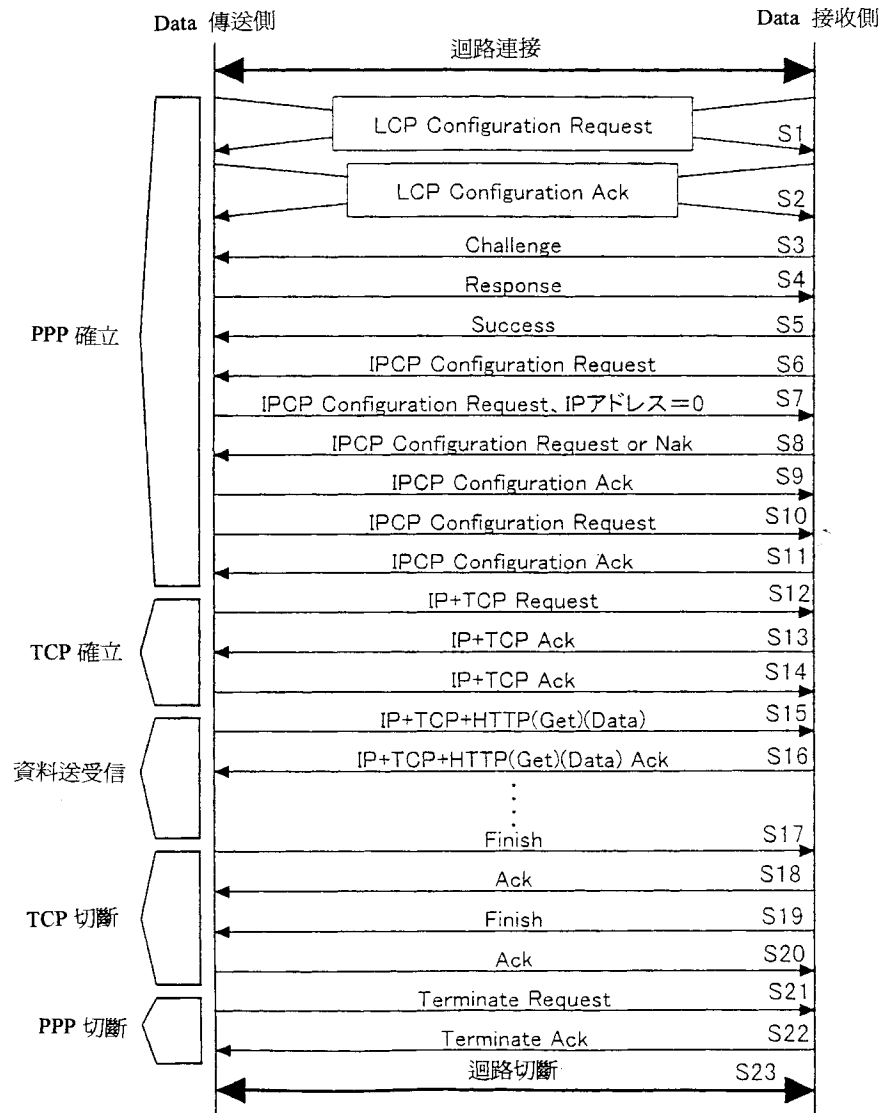 Data 傳送側
Data 接收側
迴路連接
LCP Configuration Request
S1
LCP Configuration Ack
S2
Challenge
S3
Response
S4
Success
S5
PPP 確立
IPCP Configuration Request
S6
IPCP Configuration Request、IPアドレス=0
S7
IPCP Configuration Request or Nak
S8
IPCP Configuration Ack
S9
IPCP Configuration Request
S10
IPCP Configuration Ack
S11
IP+TCP Request
S12
TCP 確立
IP+TCP Ack
S13
IP+TCP Ack
S14
IP+TCP+HTTP(Get)(Data)
S15
資料送受信
IP+TCP+HTTP(Get)(Data) Ack
S16
Finish
S17
Ack
S18
TCP 切斷
Finish
S19
Ack
S20
Terminate Request
S21
PPP 切斷
Terminate Ack
S22
迴路切斷
S23